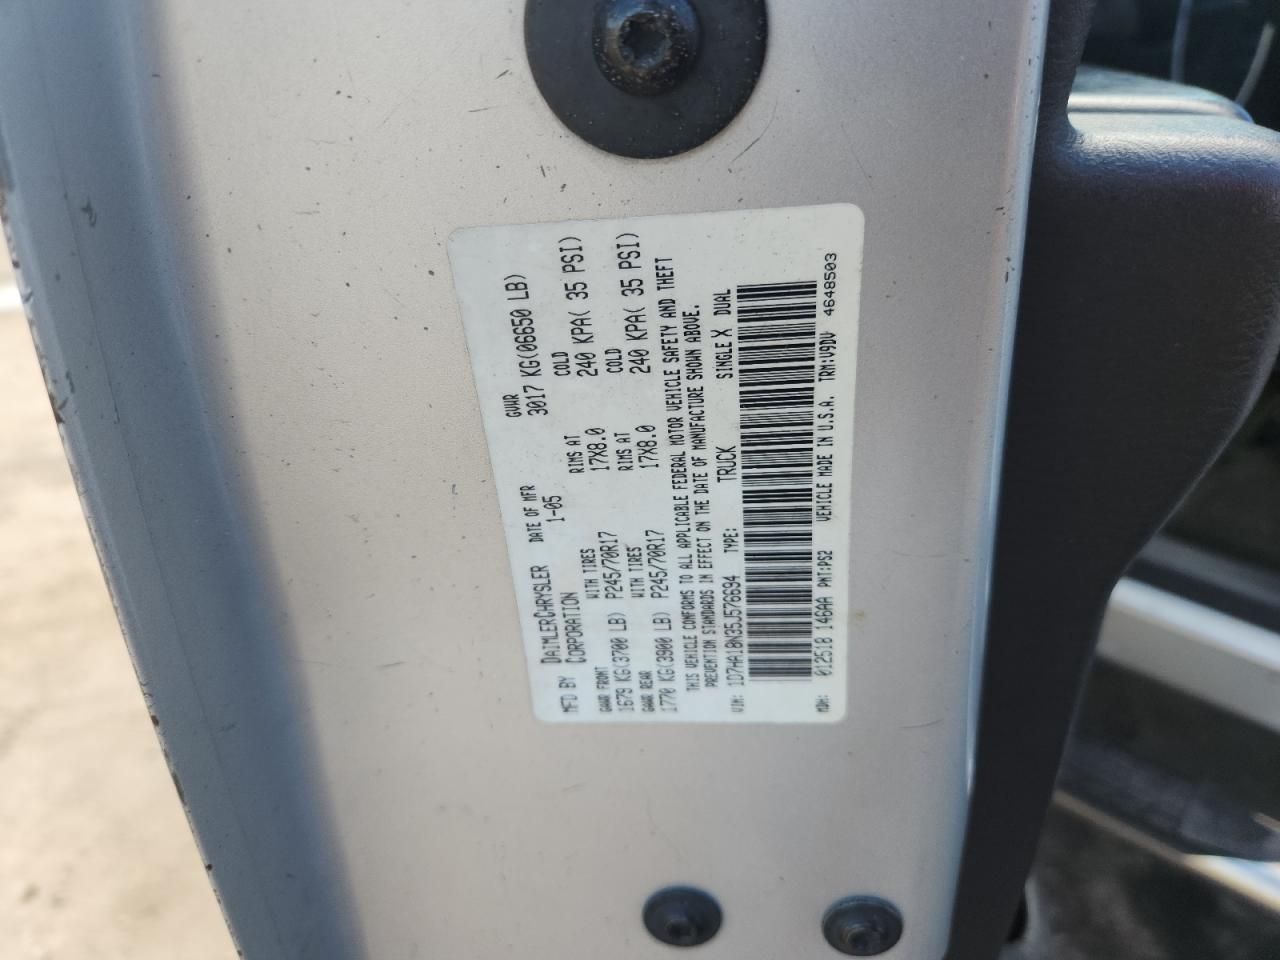 MFD BY DAIMLERCHRYSLER CORPORATION DATE OF MFR 1-05 GVWR 3017 KG(06650 LB)
GAWR FRONT WITH TIRES RIMS AT COLD
1679 KG(3700 LB) P245/70R17 17X8.0 240 KPA( 35 PSI)
GAWR REAR WITH TIRES RIMS AT COLD
1770 KG(3900 LB) P245/70R17 17X8.0 240 KPA( 35 PSI)
THIS VEHICLE CONFORMS TO ALL APPLICABLE FEDERAL MOTOR VEHICLE SAFETY AND THEFT
PREVENTION STANDARDS IN EFFECT ON THE DATE OF MANUFACTURE SHOWN ABOVE.
VIN: 1D7HA18N35J576694 TYPE: TRUCK SINGLE X DUAL
MDH: 012518 146AA PNT:PS2 VEHICLE MADE IN U.S.A. TRM:V9DV 4648503